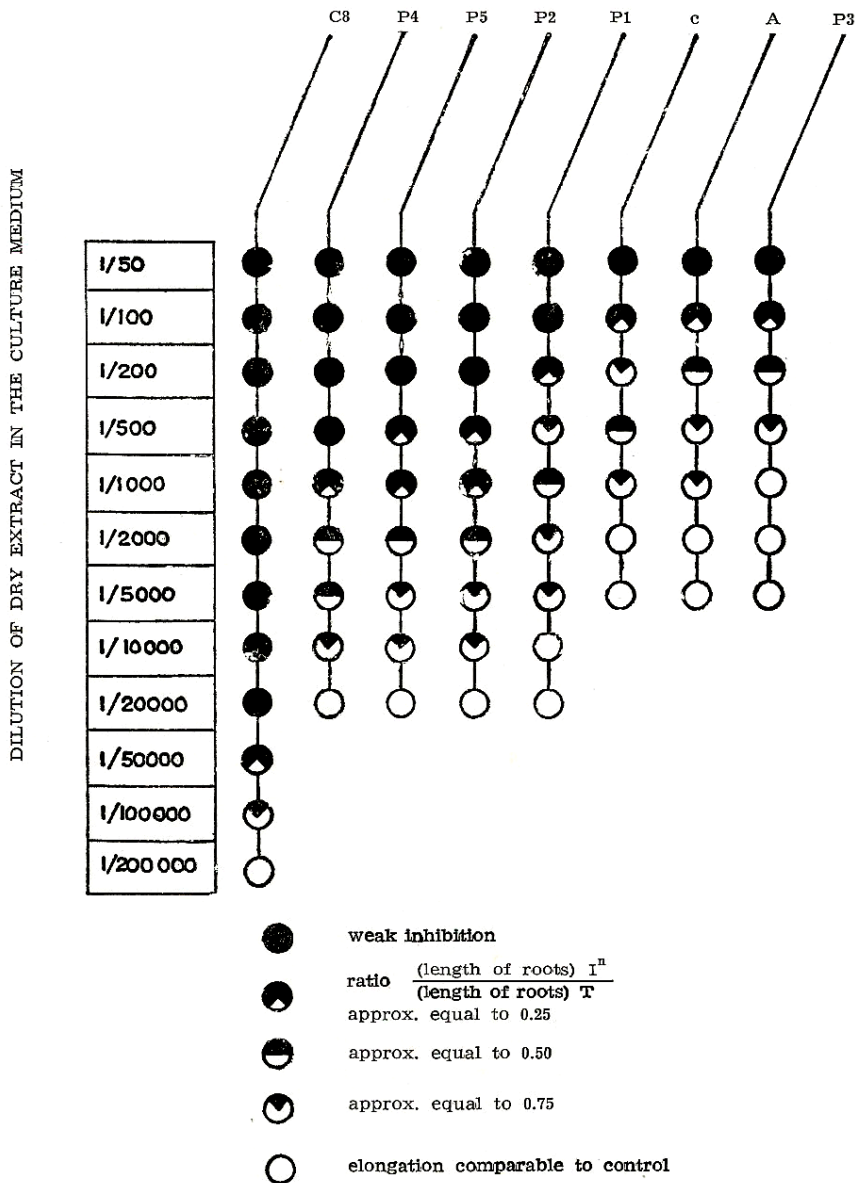 C8 P4 P5 P2 P1 c A P3
DILUTION OF DRY EXTRACT IN THE CULTURE MEDIUM
1/50
1/100
1/200
1/500
1/1000
1/2000
1/5000
1/10000
1/20000
1/50000
1/100000
1/200 000
weak inhibition
ratio (length of roots) Iⁿ
(length of roots) T
approx. equal to 0.25
approx. equal to 0.50
approx. equal to 0.75
elongation comparable to control